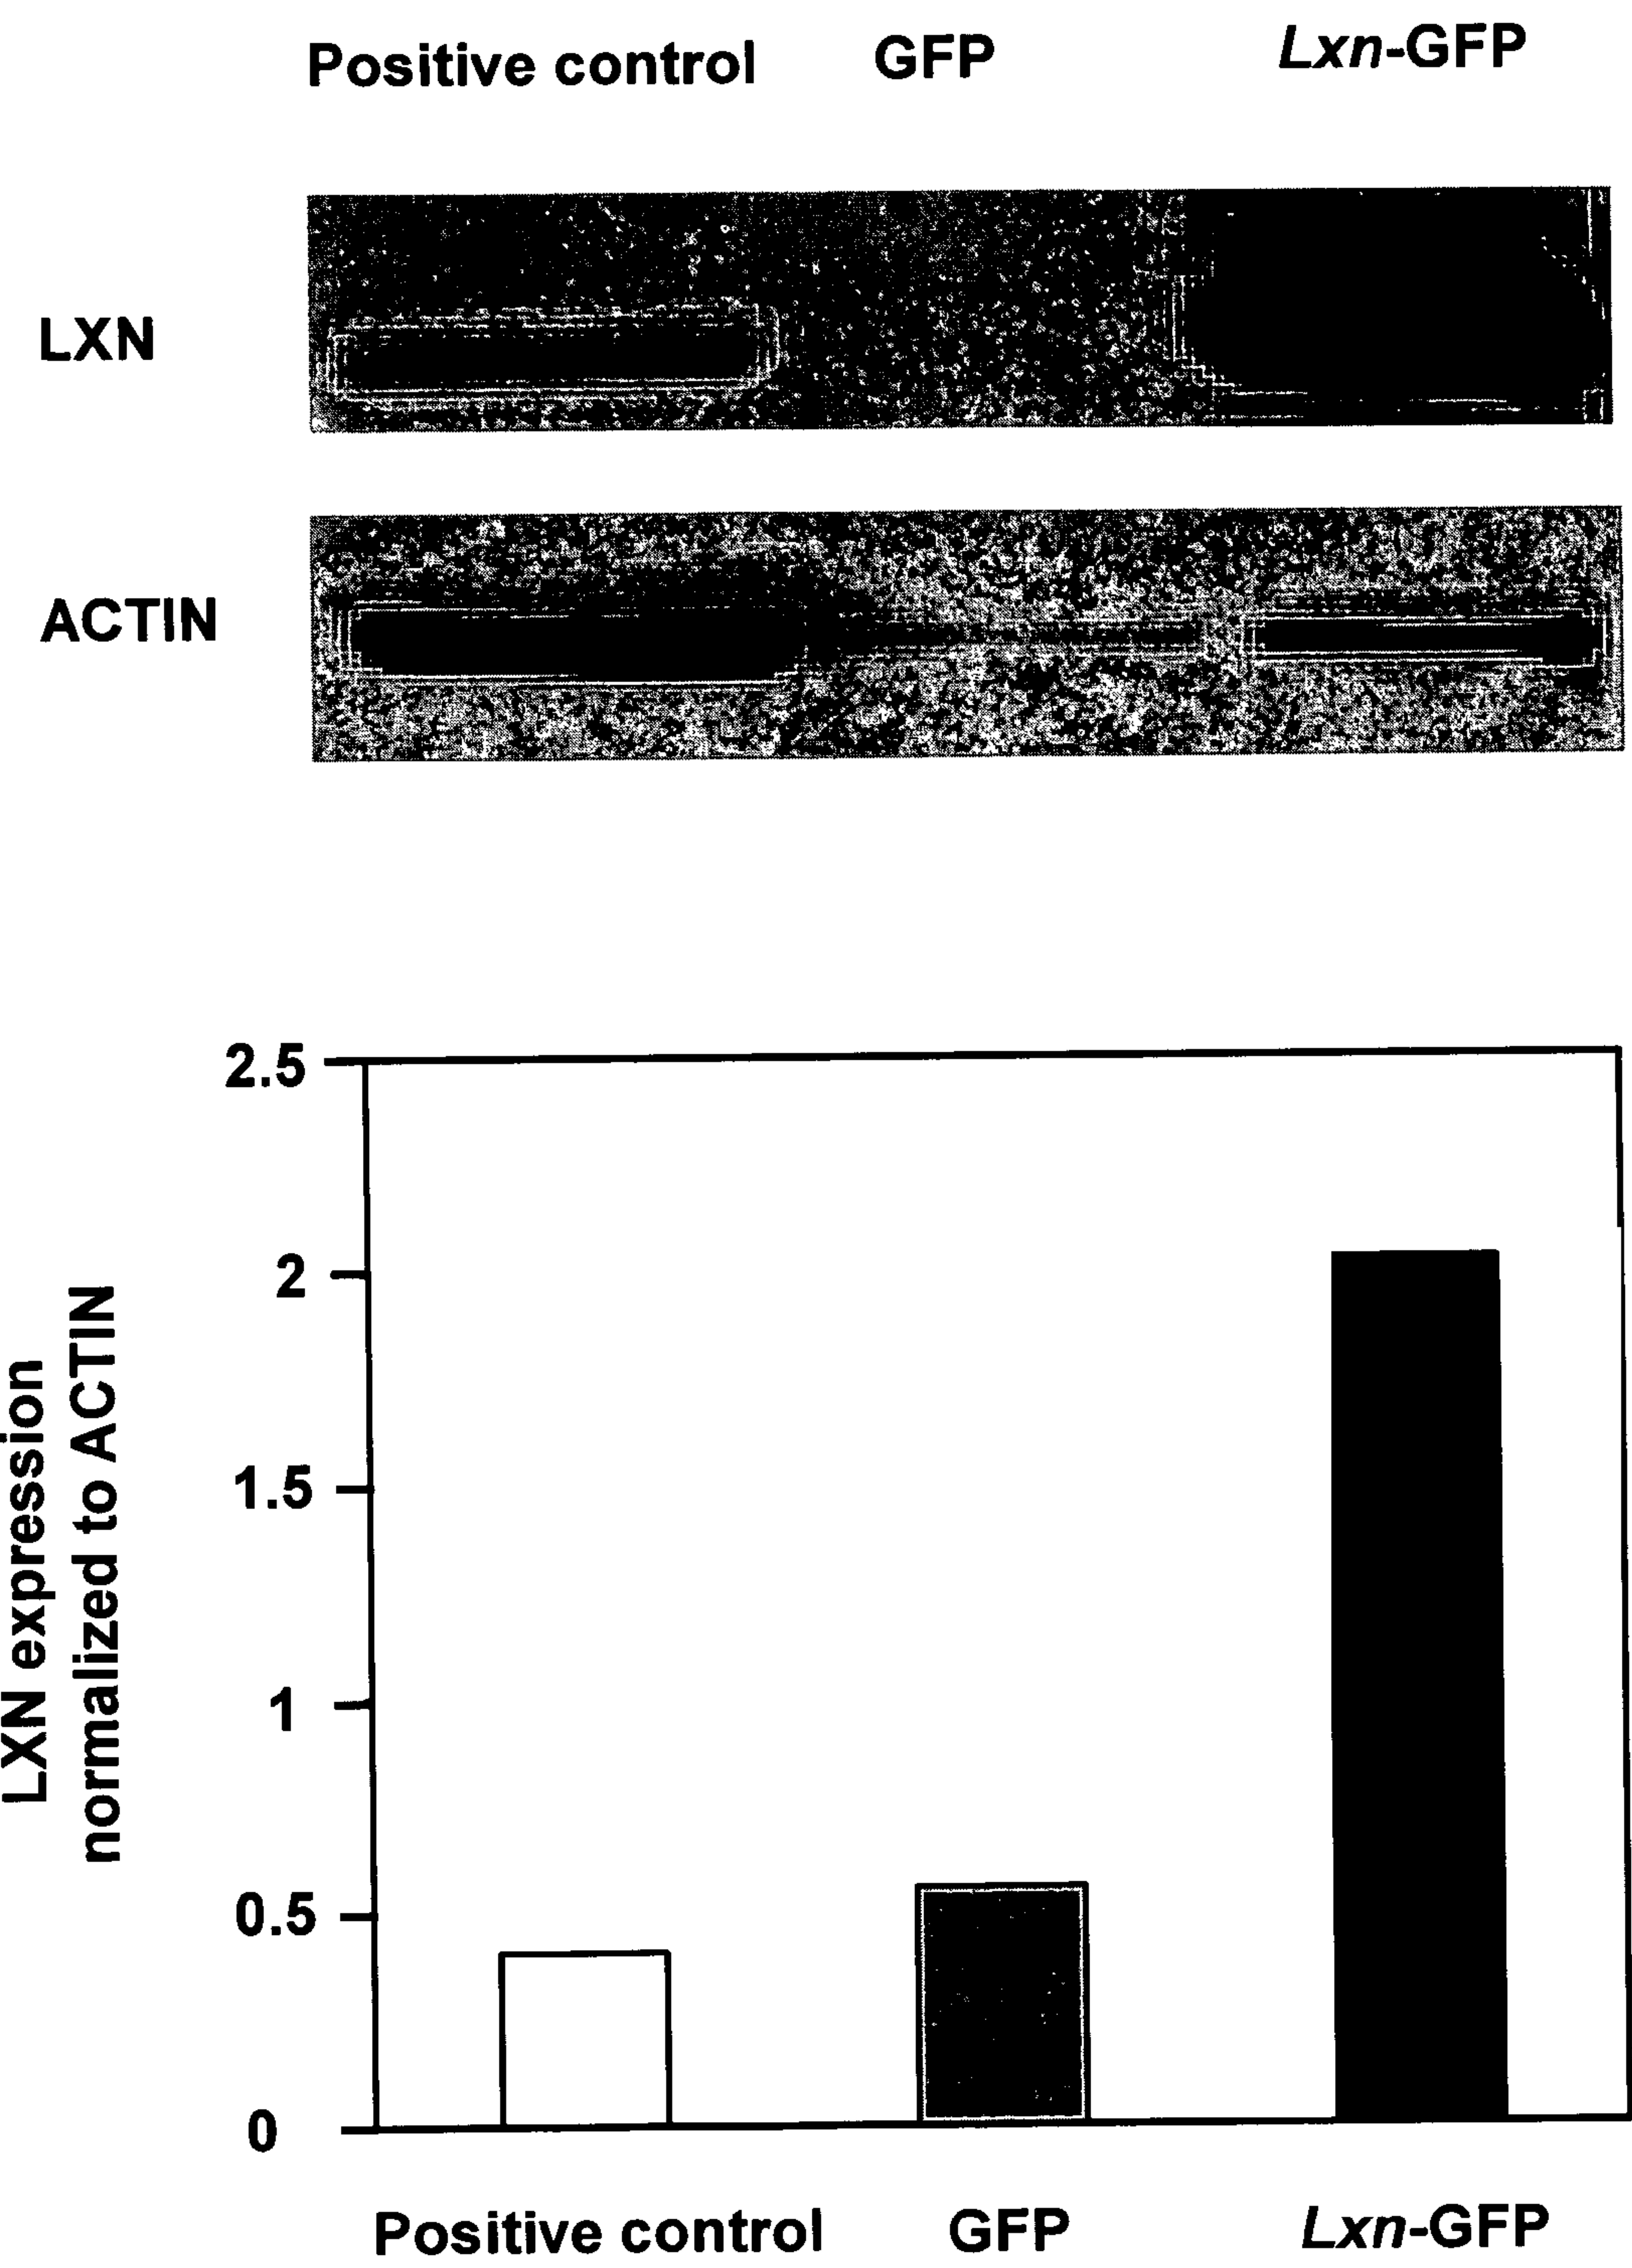 Positive control GFP Lxn-GFP
LXN
ACTIN
2.5
2
1.5
1
0.5
0
LXN expression
normalized to ACTIN
Positive control GFP Lxn-GFP